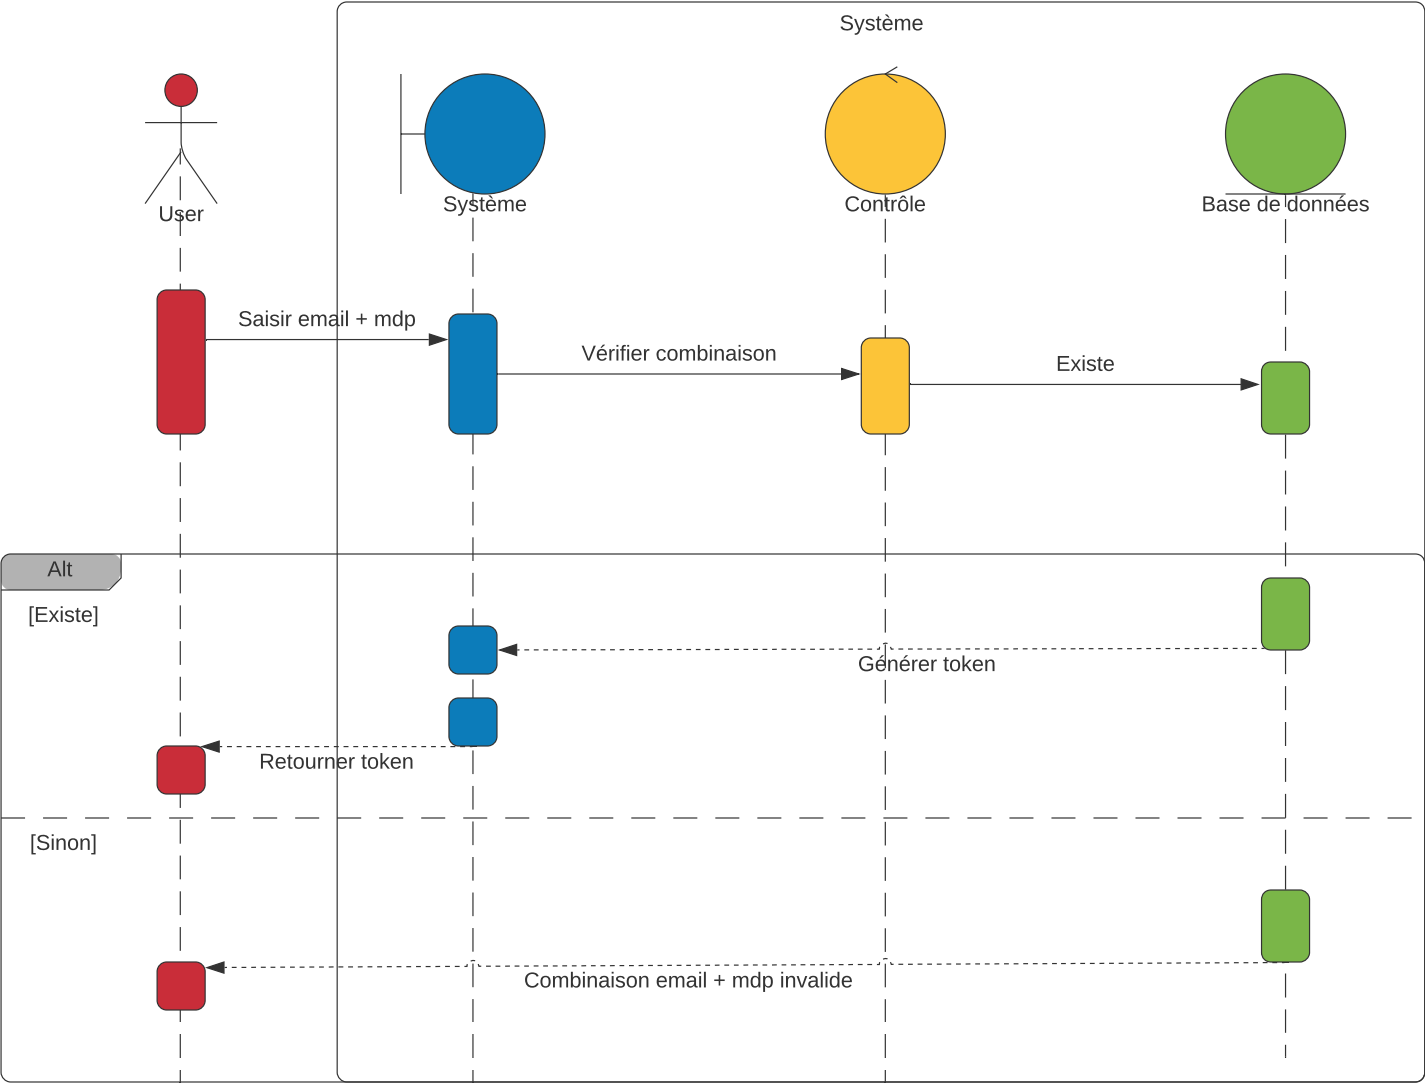 Système
User
Système
Contrôle
Base de données
Saisir email + mdp
Vérifier combinaison
Existe
Alt
[Existe]
Générer token
Retourner token
[Sinon]
Combinaison email + mdp invalide